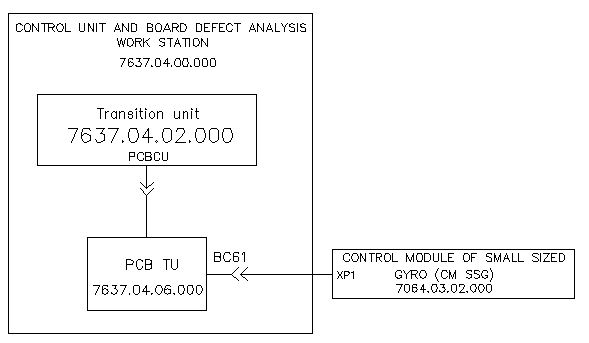 CONTROL UNIT AND BOARD DEFECT ANALYSIS
WORK STATION
7637.04.00.000
Transition unit
7637.04.02.000
PCBCU
PCB TU
7637.04.06.000
BC61
XP1
CONTROL MODULE OF SMALL SIZED
GYRO (CM SSG)
7064.03.02.000